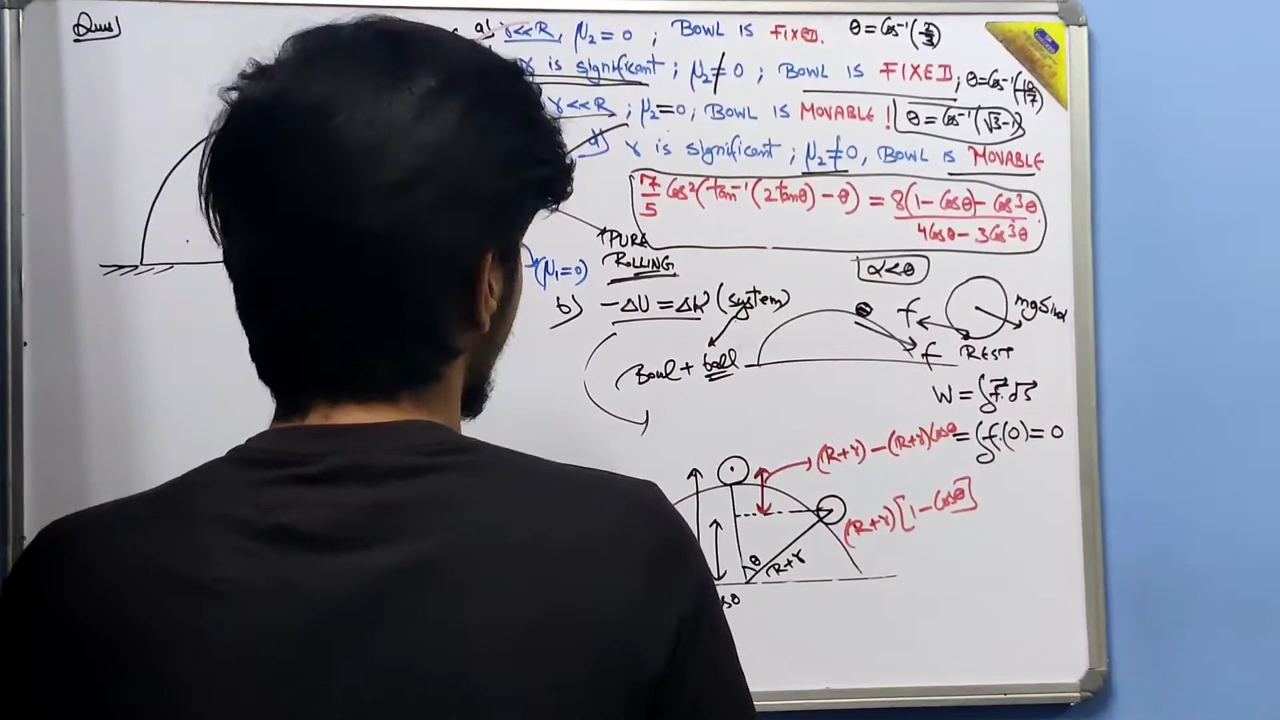 Ques)
a) r<<R, μ₂ = 0 ; BOWL IS FIXED. θ = Cos⁻¹(2/3)
r is significant ; μ₂ ≠ 0 ; BOWL IS FIXED ; θ = Cos⁻¹(10/17)
r<<R ; μ₂=0; BOWL IS MOVABLE ! θ = Cos⁻¹(√3-1)
d) r is significant ; μ₂≠0, BOWL IS MOVABLE
7/5 Cos²(tan⁻¹(2tanθ) - θ) = 8(1-Cosθ)-Cos³θ / 4Cosθ-3Cos³θ
PURE
ROLLING
(μ₁=0)
α<θ
b) -ΔU = ΔK (system)
f mgSinα
f REST
Bowl + ball
W = ∫f⃗.ds⃗
= ∫f.(0) = 0
(R+r) - (R+r)Cosθ
(R+r)[1-Cosθ]
θ R+r